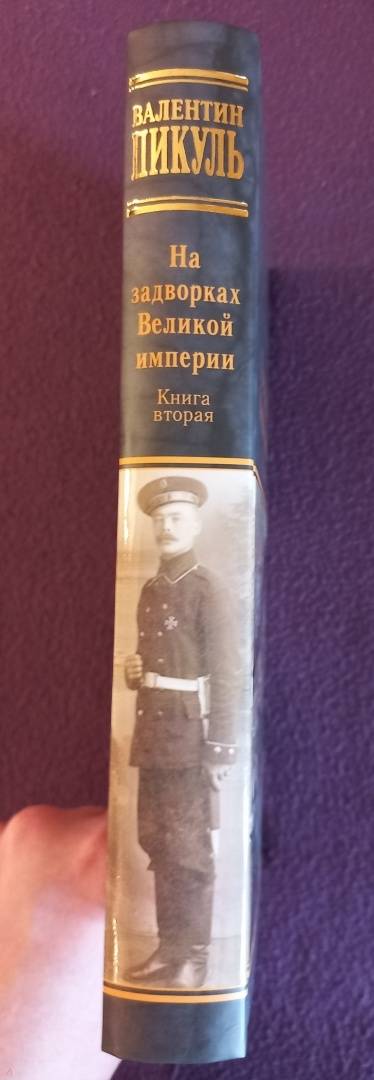 ВАЛЕНТИН
ПИКУЛЬ
На
задворках
Великой
империи
Книга
вторая